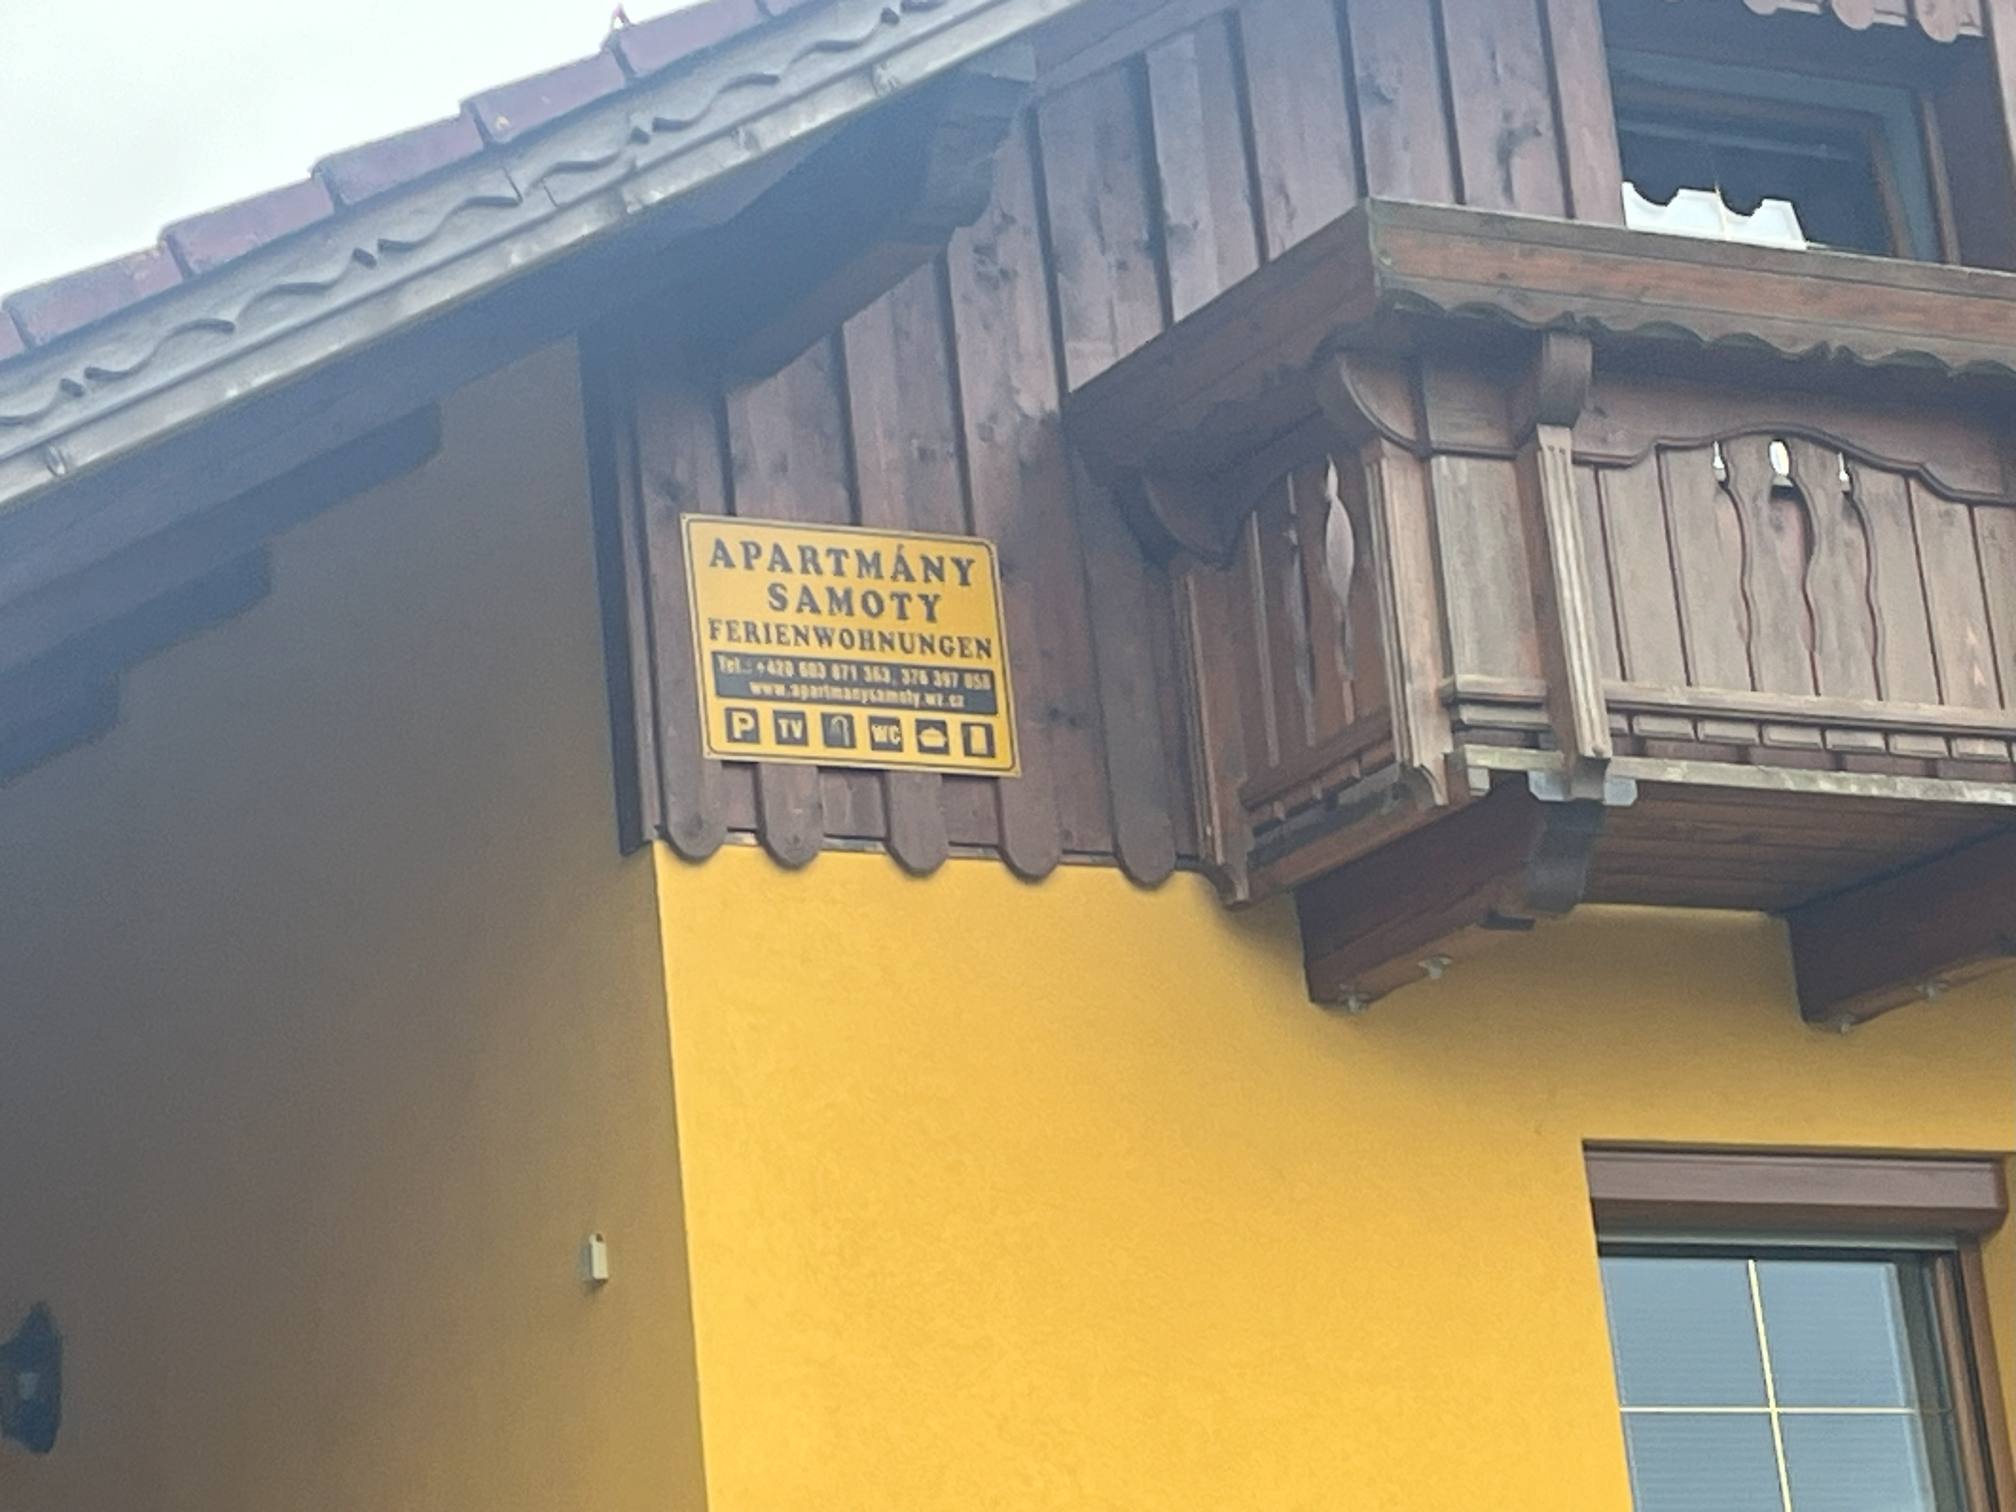 APARTMÁNY
SAMOTY
FERIENWOHNUNGEN
Tel.: +420 603 871 363, 376 397 058
www.apartmanysamoty.wz.cz
P TV WC